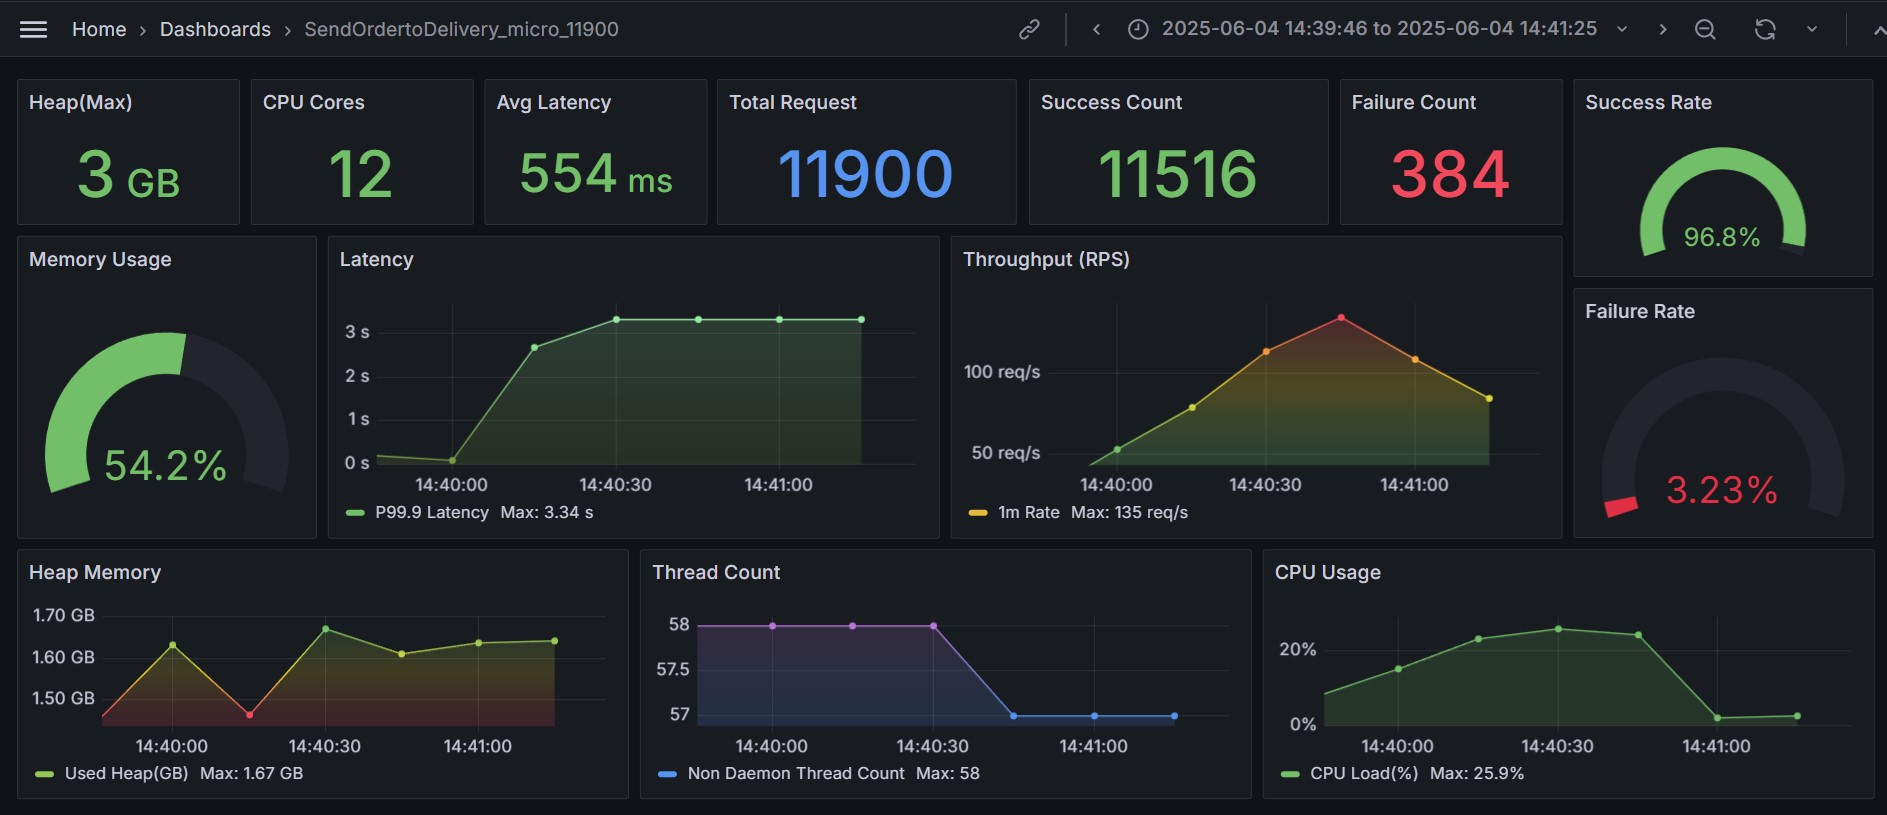 Home › Dashboards › SendOrdertoDelivery_micro_11900
2025-06-04 14:39:46 to 2025-06-04 14:41:25
Heap(Max)
3 GB
CPU Cores
12
Avg Latency
554 ms
Total Request
11900
Success Count
11516
Failure Count
384
Success Rate
96.8%
Memory Usage
54.2%
Latency
3 s
2 s
1 s
0 s
14:40:00 14:40:30 14:41:00
P99.9 Latency Max: 3.34 s
Throughput (RPS)
100 req/s
50 req/s
14:40:00 14:40:30 14:41:00
1m Rate Max: 135 req/s
Failure Rate
3.23%
Heap Memory
1.70 GB
1.60 GB
1.50 GB
14:40:00 14:40:30 14:41:00
Used Heap(GB) Max: 1.67 GB
Thread Count
58
57.5
57
14:40:00 14:40:30 14:41:00
Non Daemon Thread Count Max: 58
CPU Usage
20%
0%
14:40:00 14:40:30 14:41:00
CPU Load(%) Max: 25.9%